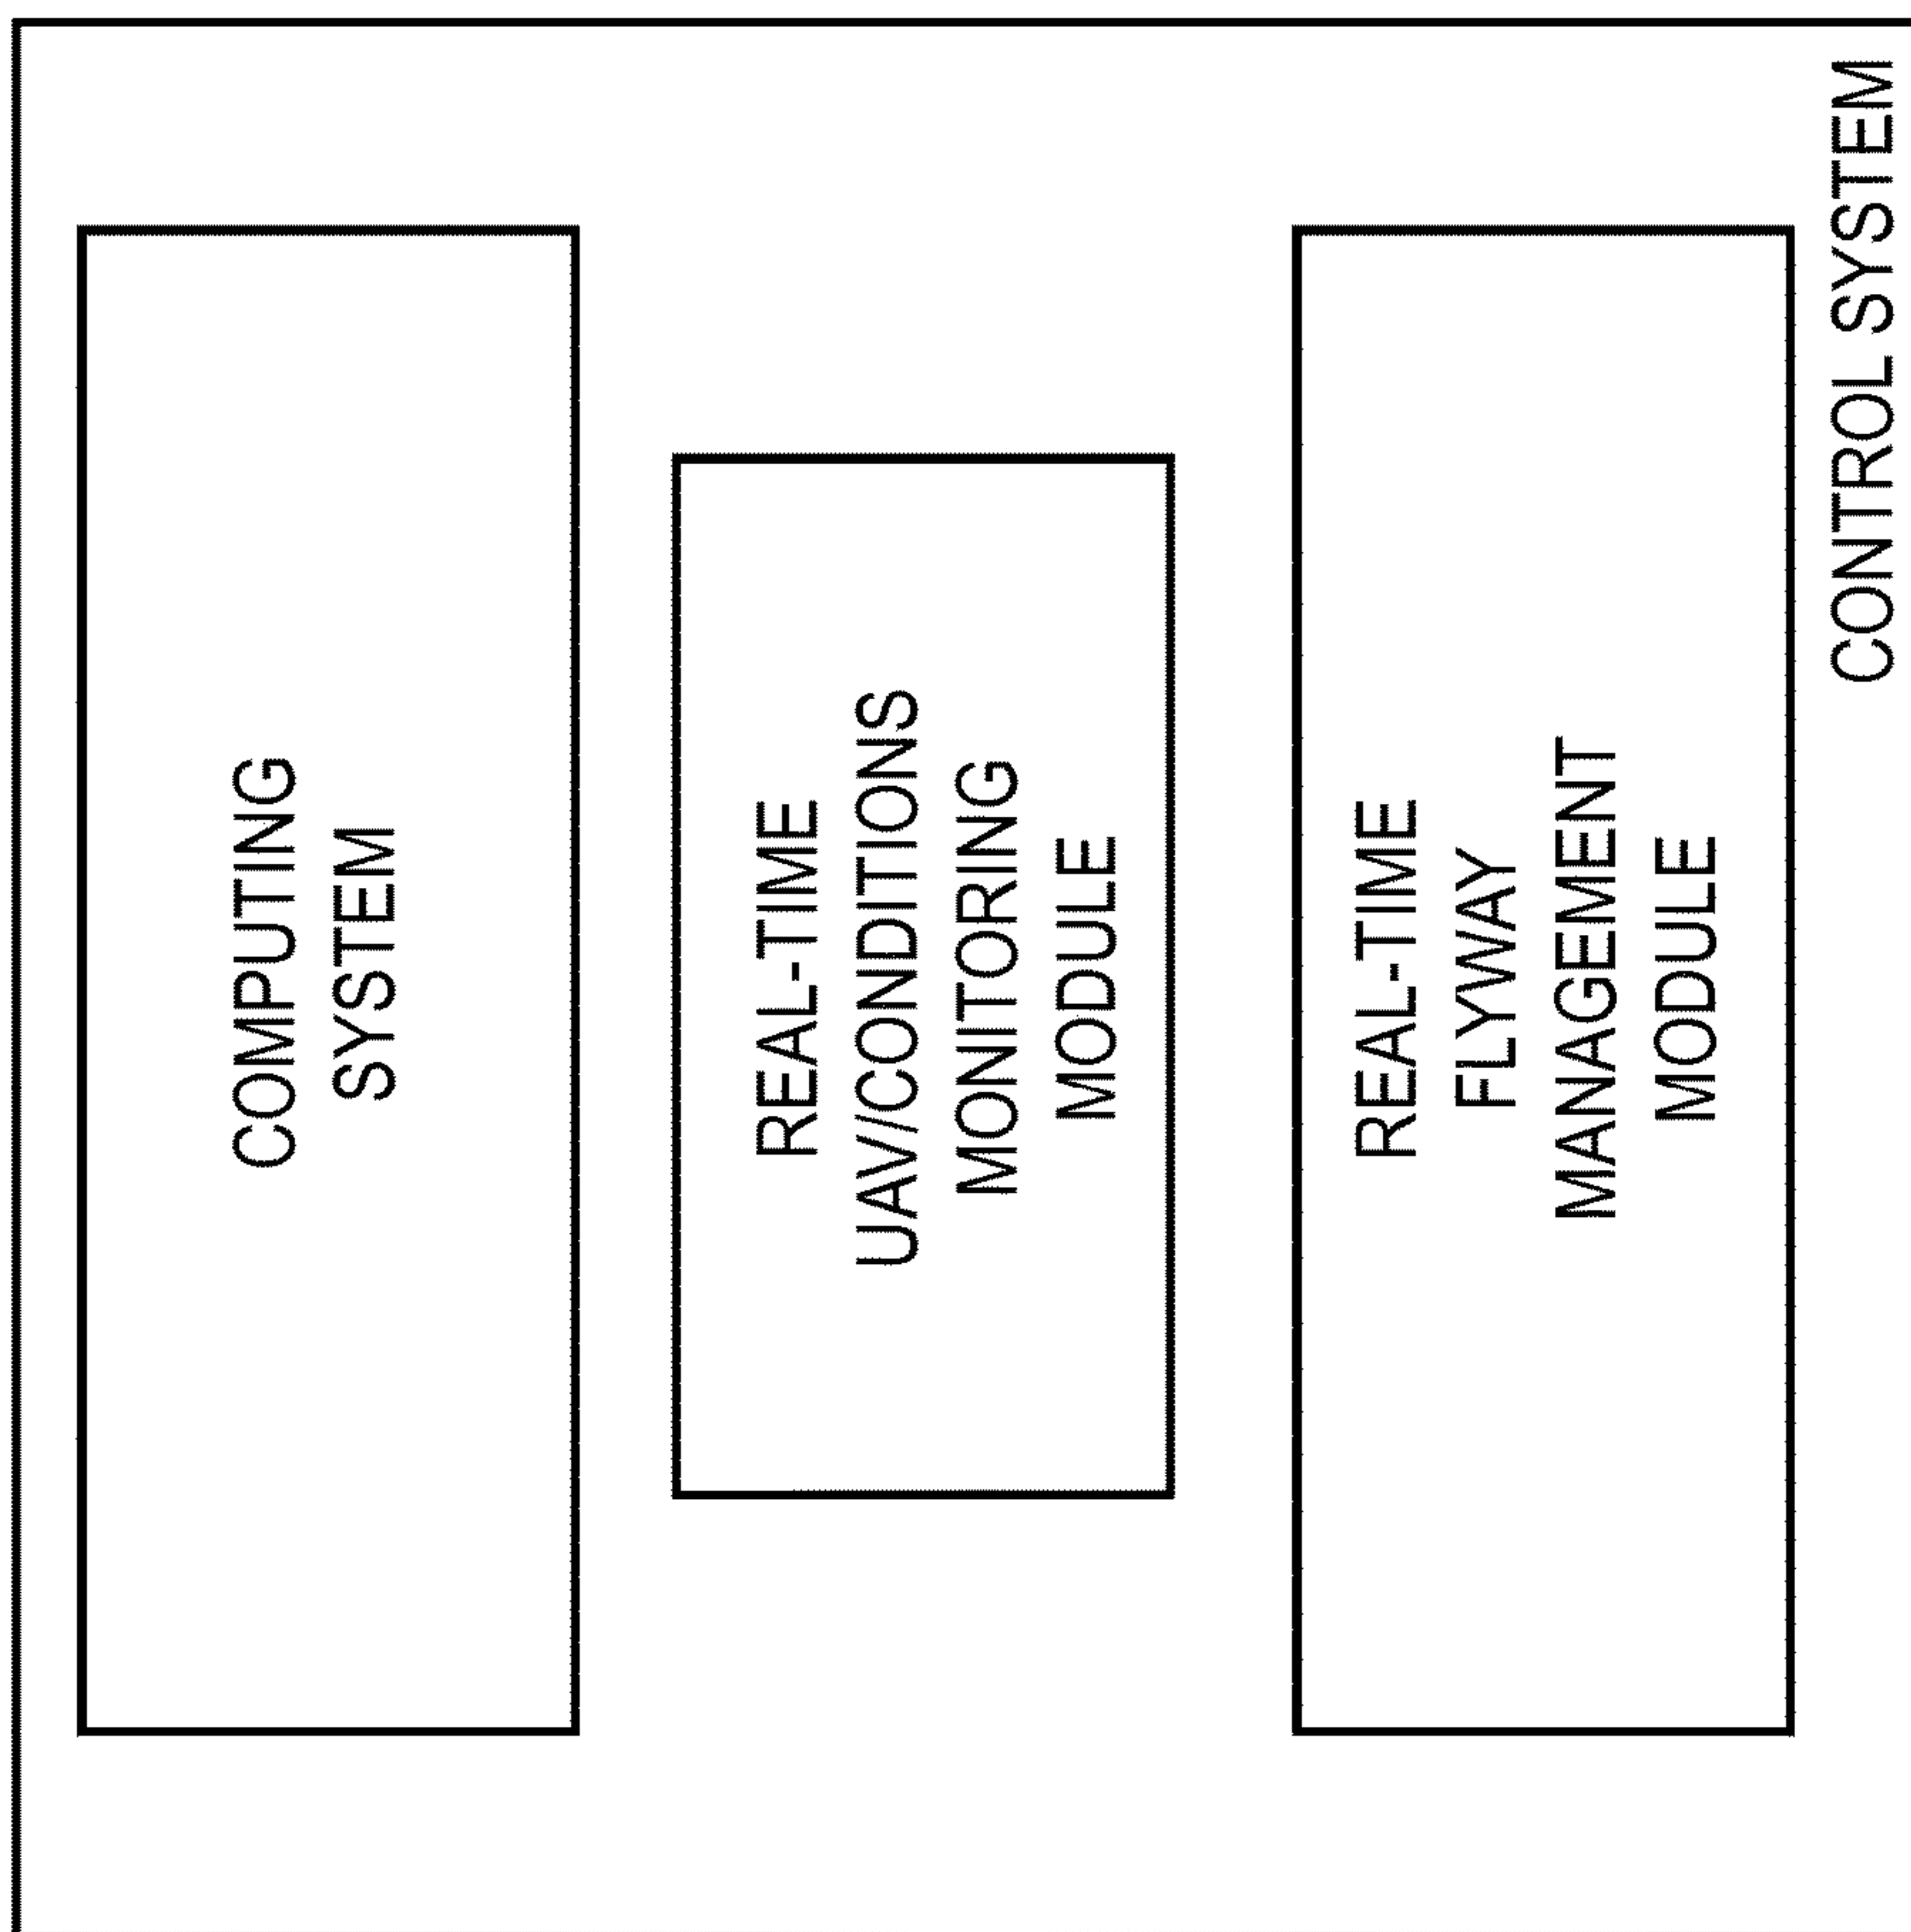 COMPUTING
SYSTEM
REAL-TIME
UAV/CONDITIONS
MONITORING
MODULE
REAL-TIME
FLYWAY
MANAGEMENT
MODULE
CONTROL SYSTEM